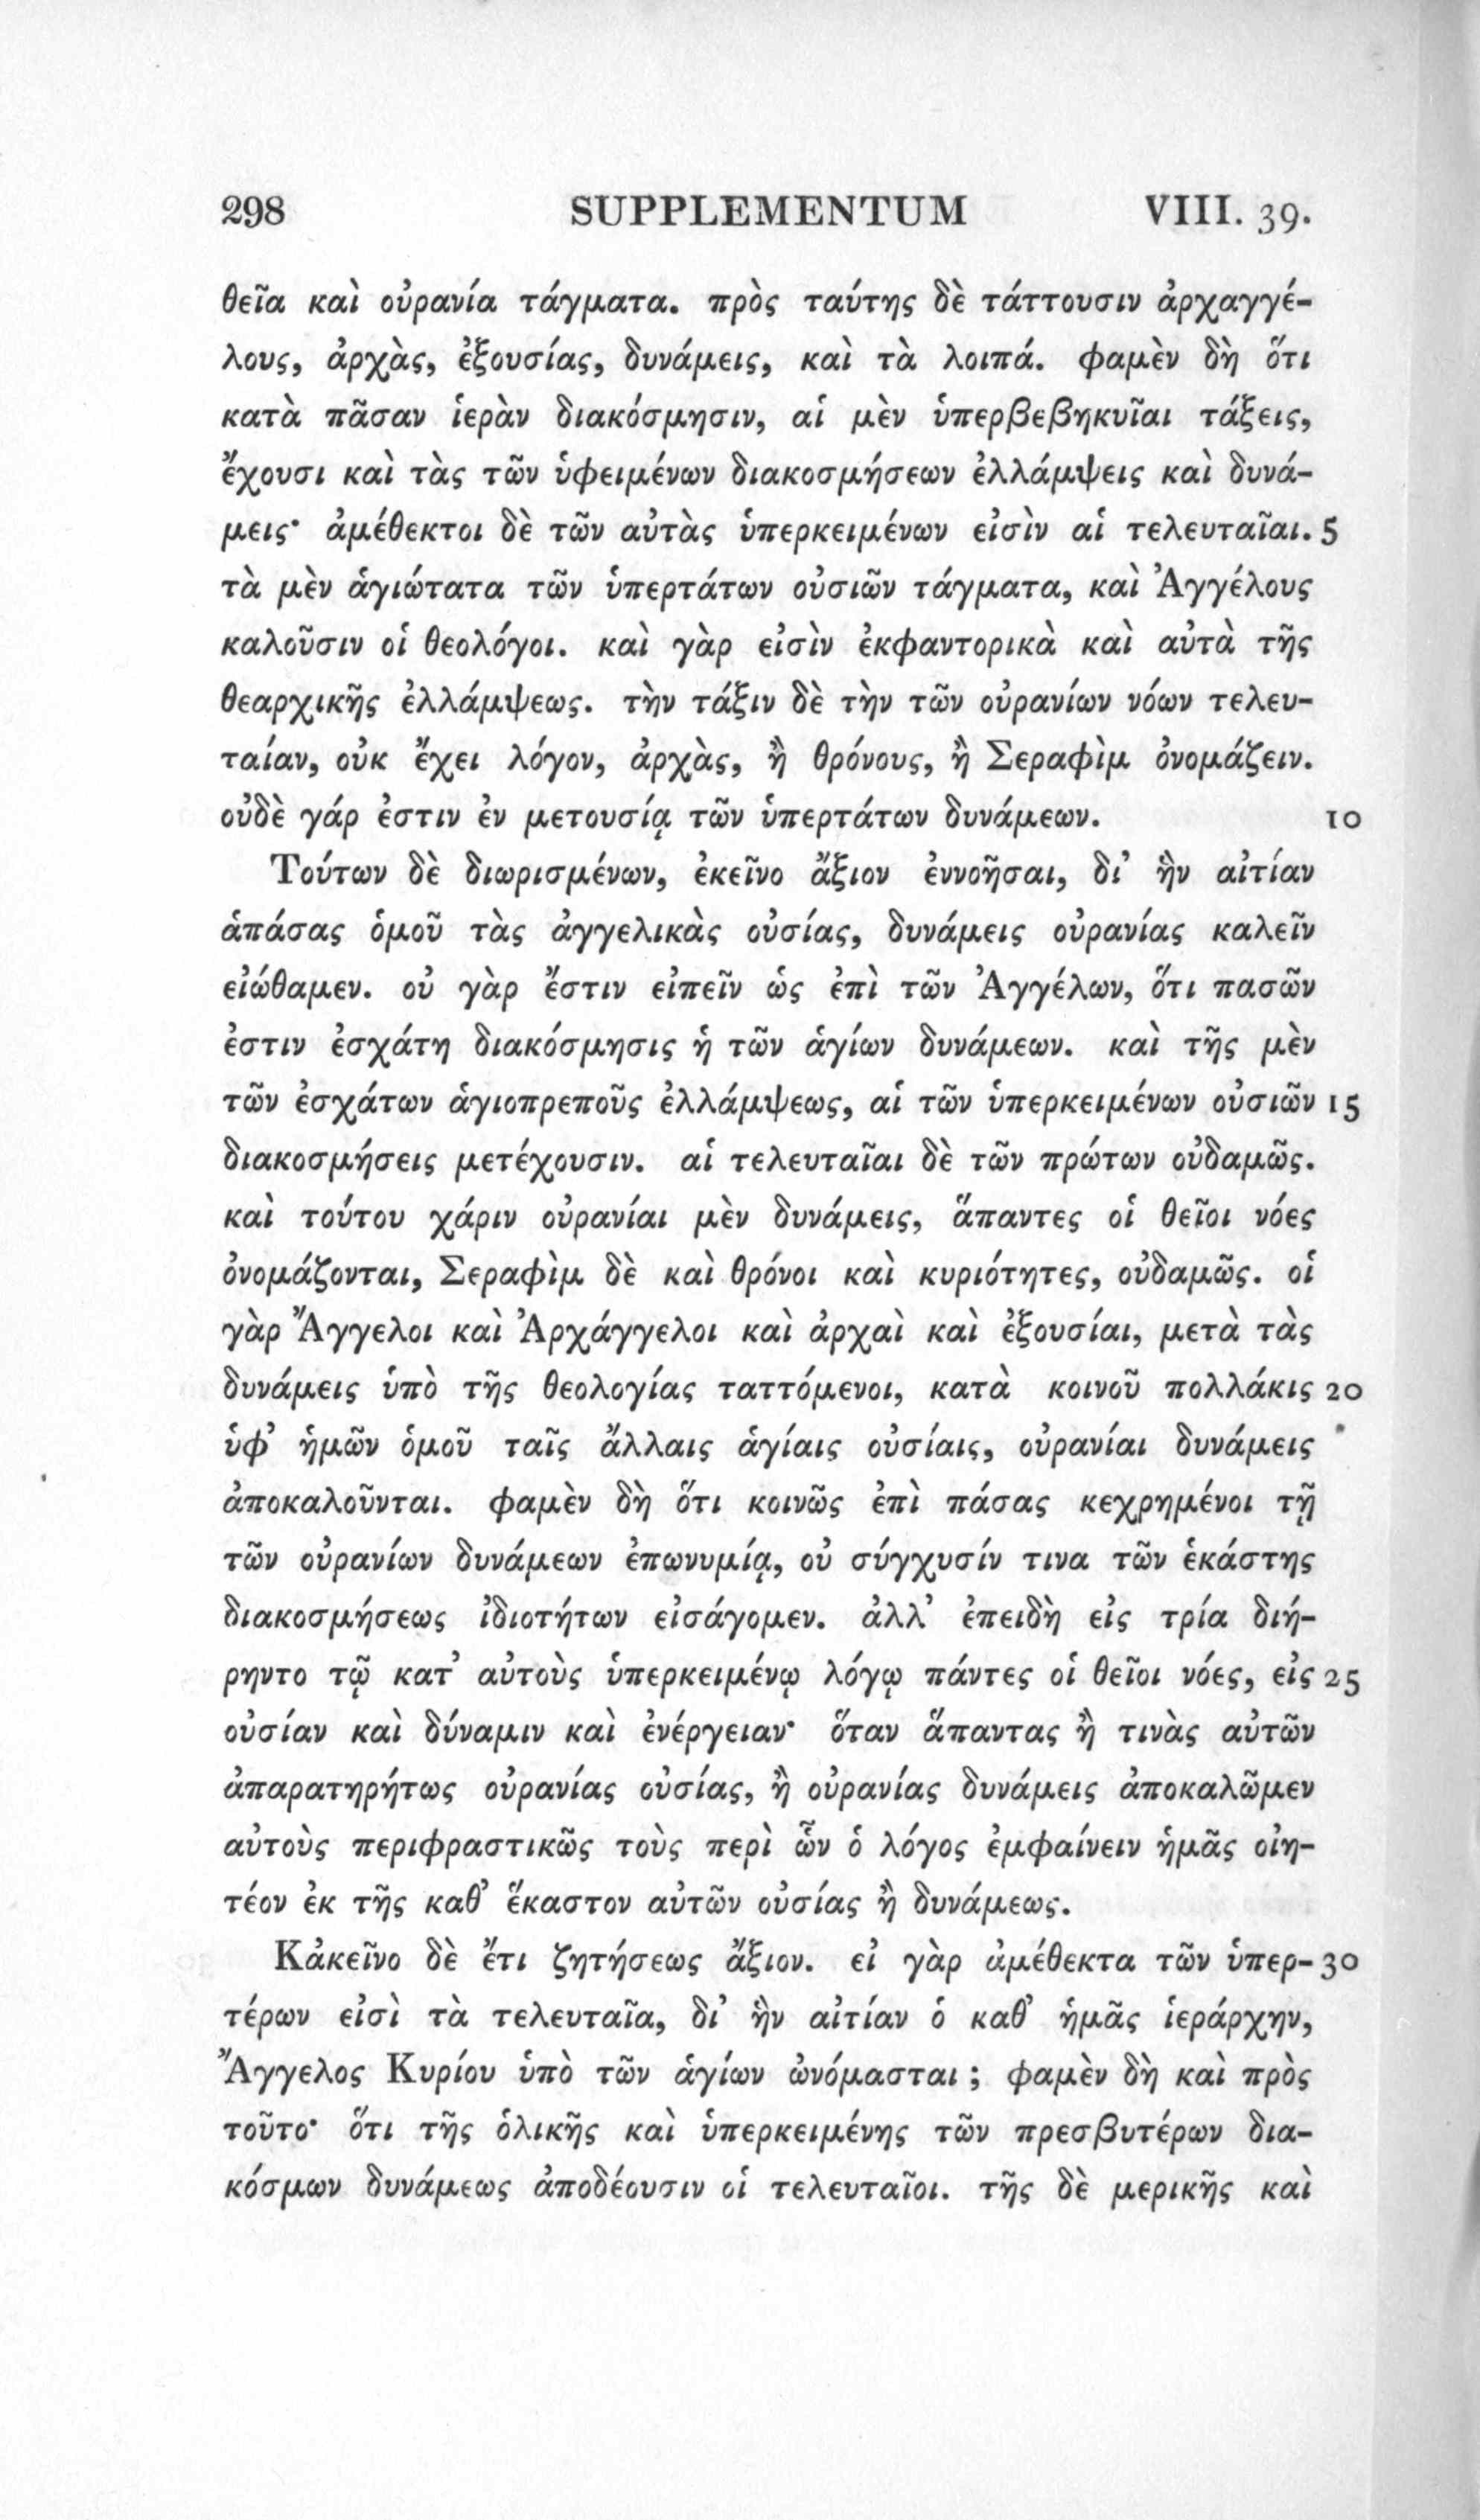 298 SUPPLEMENTUM VIII. 39.
θεῖα καὶ οὐρανία τάγματα. πρὸς ταύτης δὲ τάττουσιν ἀρχαγγέ-
λους, ἀρχὰς, ἐξουσίας, δυνάμεις, καὶ τὰ λοιπά. φαμὲν δὴ ὅτι
κατὰ πᾶσαν ἱερὰν διακόσμησιν, αἱ μὲν ὑπερβεβηκυῖαι τάξεις,
ἔχουσι καὶ τὰς τῶν ὑφειμένων διακοσμήσεων ἐλλάμψεις καὶ δυνά-
μεις· ἀμέθεκτοι δὲ τῶν αὐτὰς ὑπερκειμένων εἰσὶν αἱ τελευταῖαι. 5
τὰ μὲν ἁγιώτατα τῶν ὑπερτάτων οὐσιῶν τάγματα, καὶ Ἀγγέλους
καλοῦσιν οἱ θεολόγοι. καὶ γὰρ εἰσὶν ἐκφαντορικὰ καὶ αὐτὰ τῆς
θεαρχικῆς ἐλλάμψεως. τὴν τάξιν δὲ τὴν τῶν οὐρανίων νόων τελευ-
ταίαν, οὐκ ἔχει λόγον, ἀρχὰς, ἢ θρόνους, ἢ Σεραφὶμ ὀνομάζειν.
οὐδὲ γάρ ἐστιν ἐν μετουσίᾳ τῶν ὑπερτάτων δυνάμεων. 10
Τούτων δὲ διωρισμένων, ἐκεῖνο ἄξιον ἐννοῆσαι, δι’ ἣν αἰτίαν
ἁπάσας ὁμοῦ τὰς ἀγγελικὰς οὐσίας, δυνάμεις οὐρανίας καλεῖν
εἰώθαμεν. οὐ γὰρ ἔστιν εἰπεῖν ὡς ἐπὶ τῶν Ἀγγέλων, ὅτι πασῶν
ἐστιν ἐσχάτη διακόσμησις ἡ τῶν ἁγίων δυνάμεων. καὶ τῆς μὲν
τῶν ἐσχάτων ἁγιοπρεποῦς ἐλλάμψεως, αἱ τῶν ὑπερκειμένων οὐσιῶν 15
διακοσμήσεις μετέχουσιν. αἱ τελευταῖαι δὲ τῶν πρώτων οὐδαμῶς.
καὶ τούτου χάριν οὐρανίαι μὲν δυνάμεις, ἅπαντες οἱ θεῖοι νόες
ὀνομάζονται, Σεραφὶμ δὲ καὶ θρόνοι καὶ κυριότητες, οὐδαμῶς. οἱ
γὰρ Ἄγγελοι καὶ Ἀρχάγγελοι καὶ ἀρχαὶ καὶ ἐξουσίαι, μετὰ τὰς
δυνάμεις ὑπὸ τῆς θεολογίας ταττόμενοι, κατὰ κοινοῦ πολλάκις 20
ὑφ’ ἡμῶν ὁμοῦ ταῖς ἄλλαις ἁγίαις οὐσίαις, οὐρανίαι δυνάμεις
ἀποκαλοῦνται. φαμὲν δὴ ὅτι κοινῶς ἐπὶ πάσας κεχρημένοι τῇ
τῶν οὐρανίων δυνάμεων ἐπωνυμίᾳ, οὐ σύγχυσίν τινα τῶν ἑκάστης
διακοσμήσεως ἰδιοτήτων εἰσάγομεν. ἀλλ’ ἐπειδὴ εἰς τρία διή-
ρηντο τῷ κατ’ αὐτοὺς ὑπερκειμένῳ λόγῳ πάντες οἱ θεῖοι νόες, εἰς 25
οὐσίαν καὶ δύναμιν καὶ ἐνέργειαν· ὅταν ἅπαντας ἢ τινὰς αὐτῶν
ἀπαρατηρήτως οὐρανίας οὐσίας, ἢ οὐρανίας δυνάμεις ἀποκαλῶμεν
αὐτοὺς περιφραστικῶς τοὺς περὶ ὧν ὁ λόγος ἐμφαίνειν ἡμᾶς οἰη-
τέον ἐκ τῆς καθ’ ἕκαστον αὐτῶν οὐσίας ἢ δυνάμεως.
Κἀκεῖνο δὲ ἔτι ζητήσεως ἄξιον. εἰ γὰρ ἀμέθεκτα τῶν ὑπερ- 30
τέρων εἰσὶ τὰ τελευταῖα, δι’ ἣν αἰτίαν ὁ καθ’ ἡμᾶς ἱεράρχην,
Ἄγγελος Κυρίου ὑπὸ τῶν ἁγίων ὠνόμασται ; φαμὲν δὴ καὶ πρὸς
τοῦτο· ὅτι τῆς ὁλικῆς καὶ ὑπερκειμένης τῶν πρεσβυτέρων δια-
κόσμων δυνάμεως ἀποδέουσιν οἱ τελευταῖοι. τῆς δὲ μερικῆς καὶ